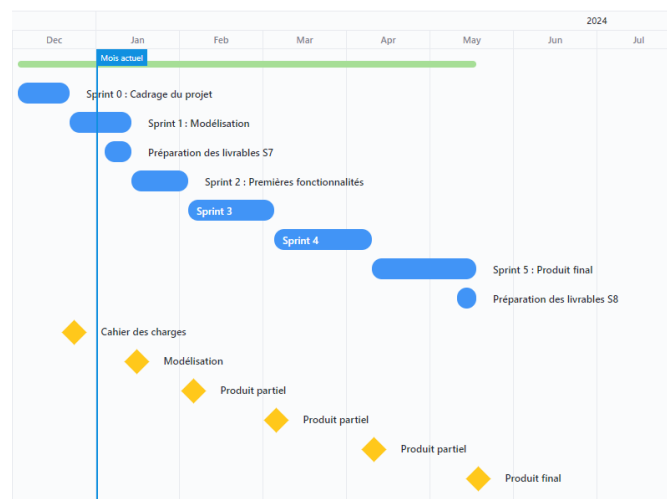 2024
Dec Jan Feb Mar Apr May Jun Jul
Mois actuel
Sprint 0 : Cadrage du projet
Sprint 1 : Modélisation
Préparation des livrables S7
Sprint 2 : Premières fonctionnalités
Sprint 3
Sprint 4
Sprint 5 : Produit final
Préparation des livrables S8
Cahier des charges
Modélisation
Produit partiel
Produit partiel
Produit partiel
Produit final